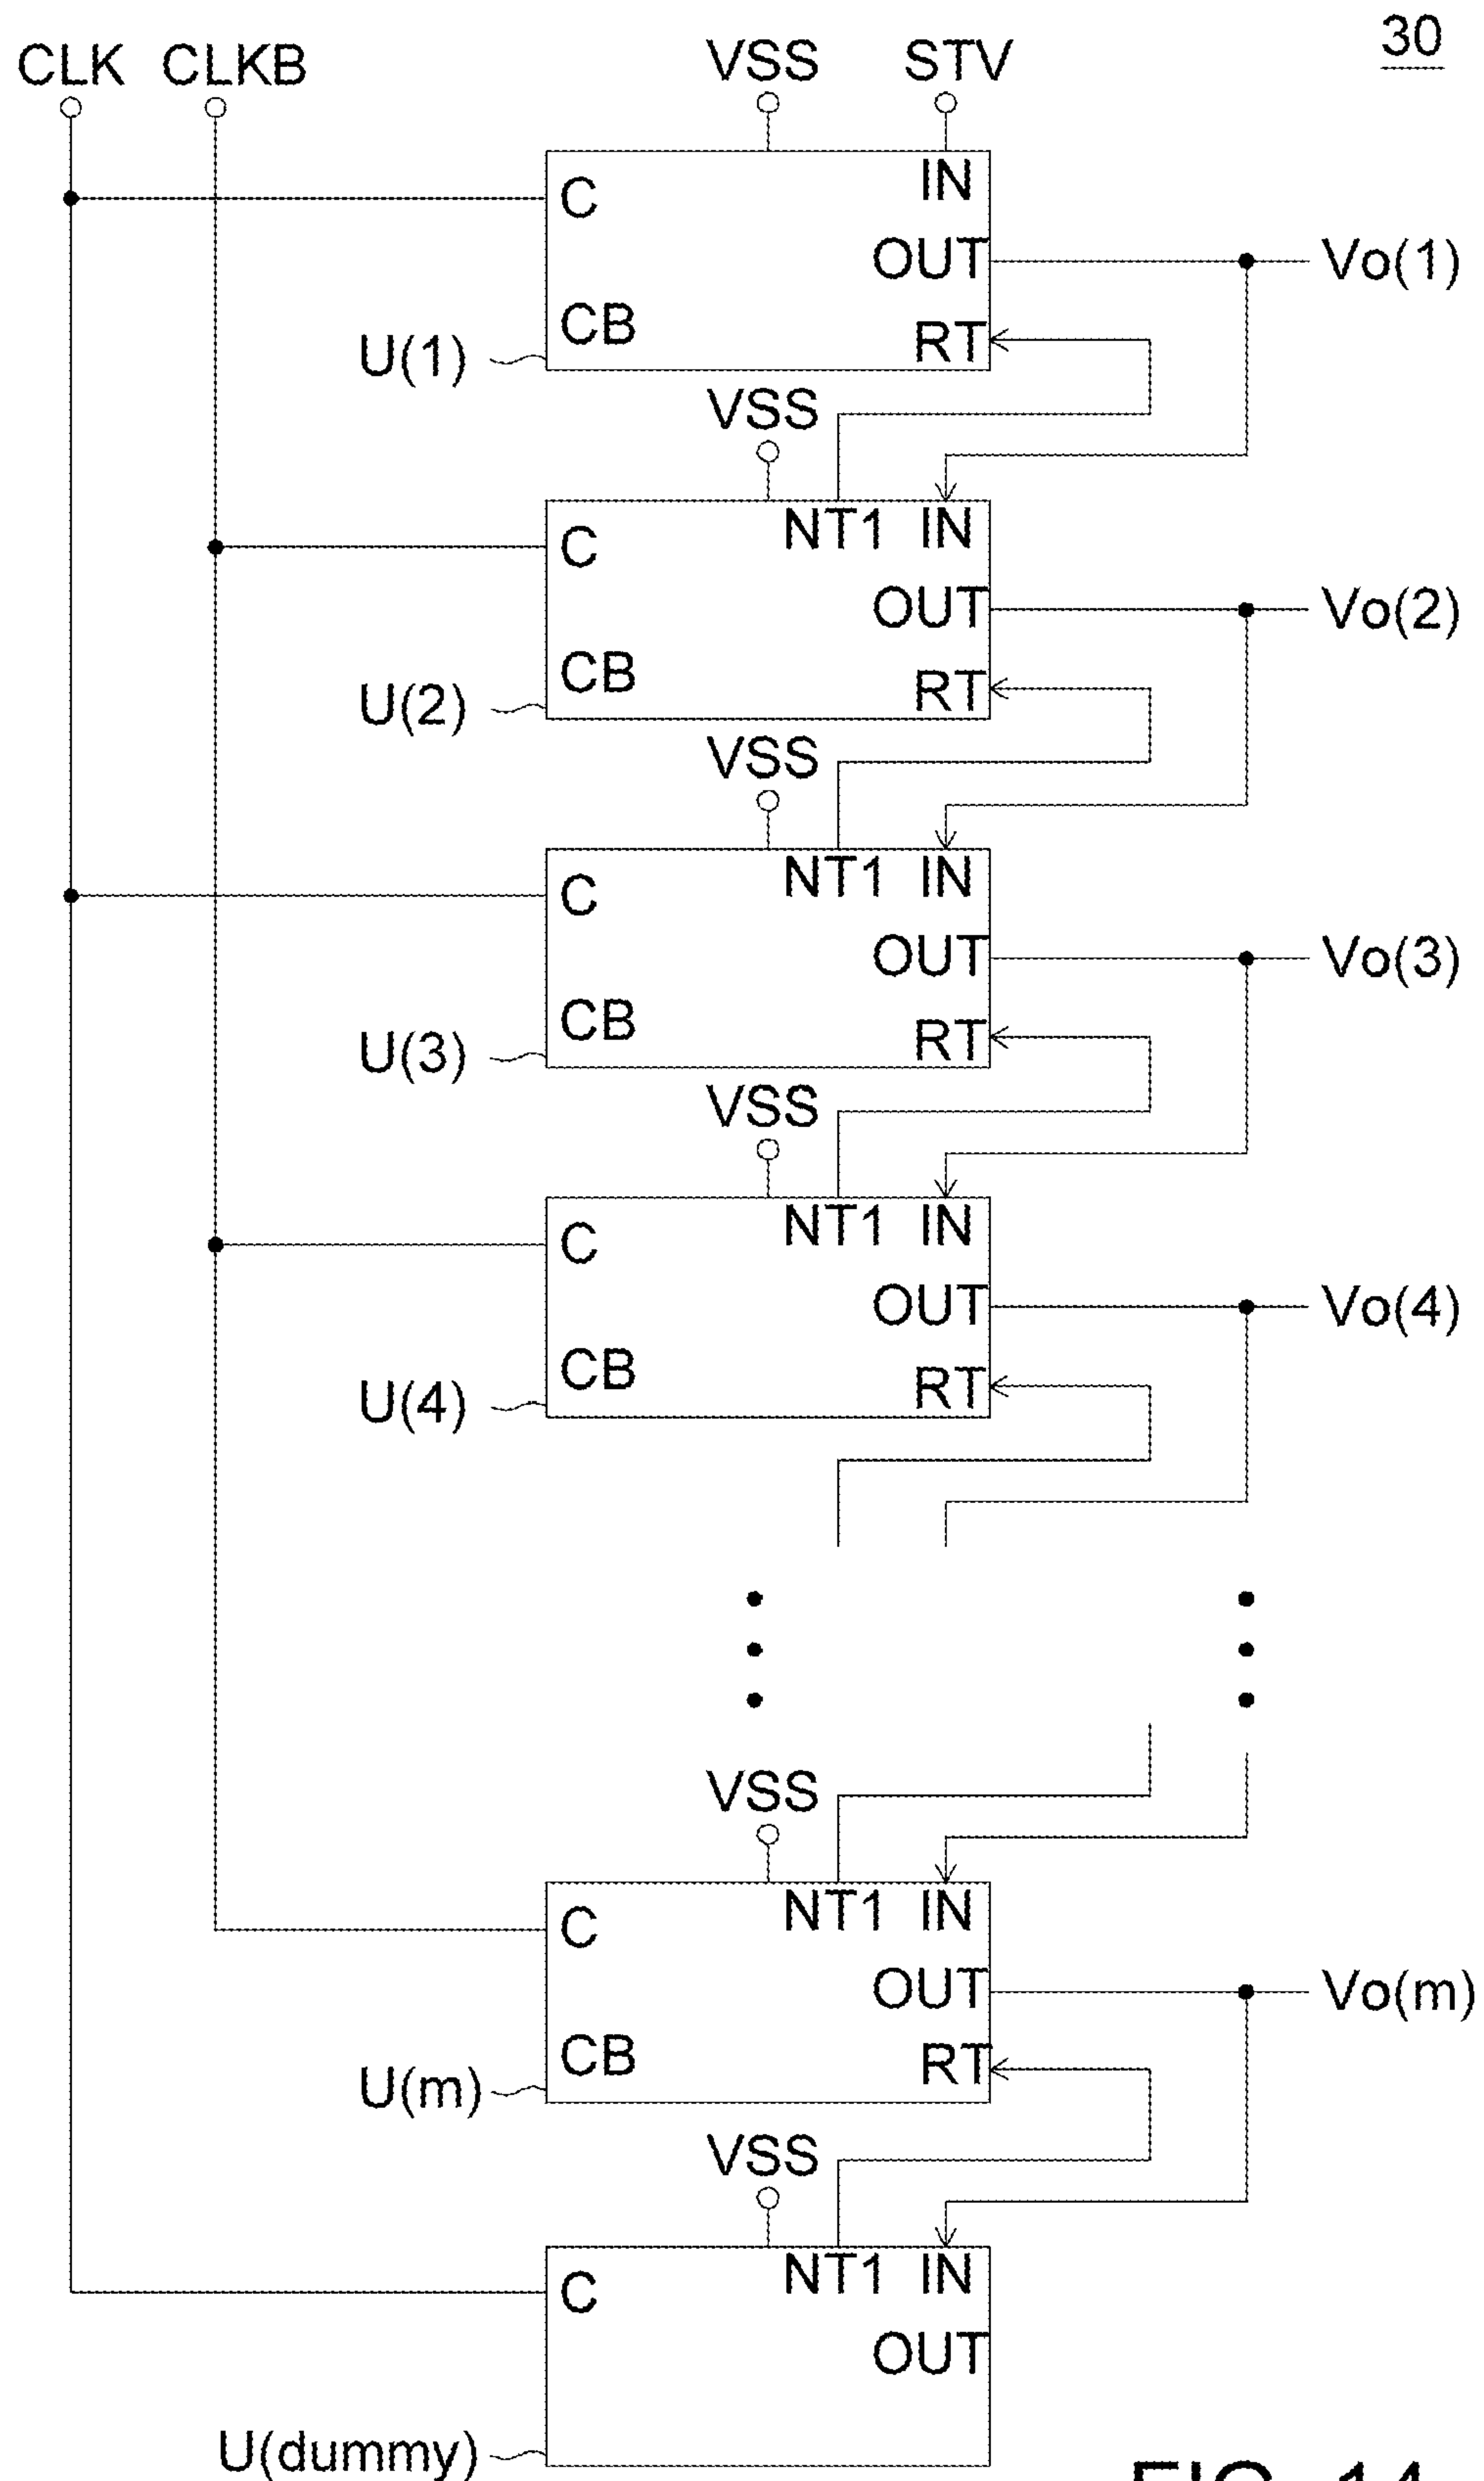 30
CLK CLKB VSS STV
C IN
OUT Vo(1)
CB RT
U(1)
VSS
C NT1 IN
OUT Vo(2)
CB RT
U(2)
VSS
C NT1 IN
OUT Vo(3)
CB RT
U(3)
VSS
C NT1 IN
OUT Vo(4)
CB RT
U(4)
VSS
C NT1 IN
OUT Vo(m)
CB RT
U(m)
VSS
C NT1 IN
OUT
U(dummy)
FIG. 14